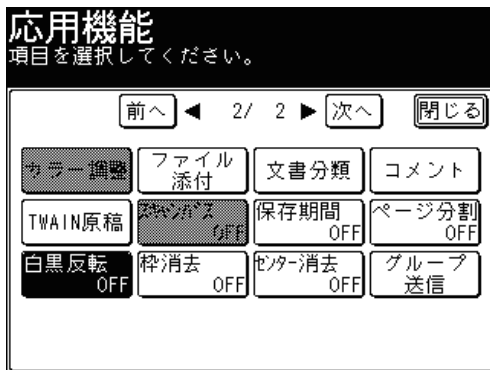 応用機能
項目を選択してください。
前へ ◀ 2/ 2 ▶ 次へ 閉じる
カラー調整 ファイル添付 文書分類 コメント
TWAIN原稿 スキャンパス OFF 保存期間 OFF ページ分割 OFF
白黒反転 OFF 枠消去 OFF センター消去 OFF グループ送信